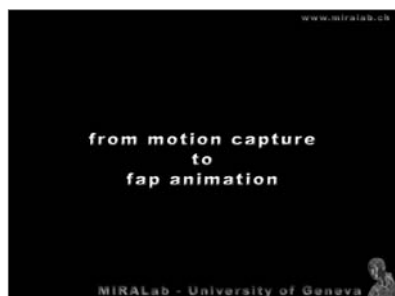 www.miralab.ch
from motion capture
to
fap animation
MIRALab - University of Geneva